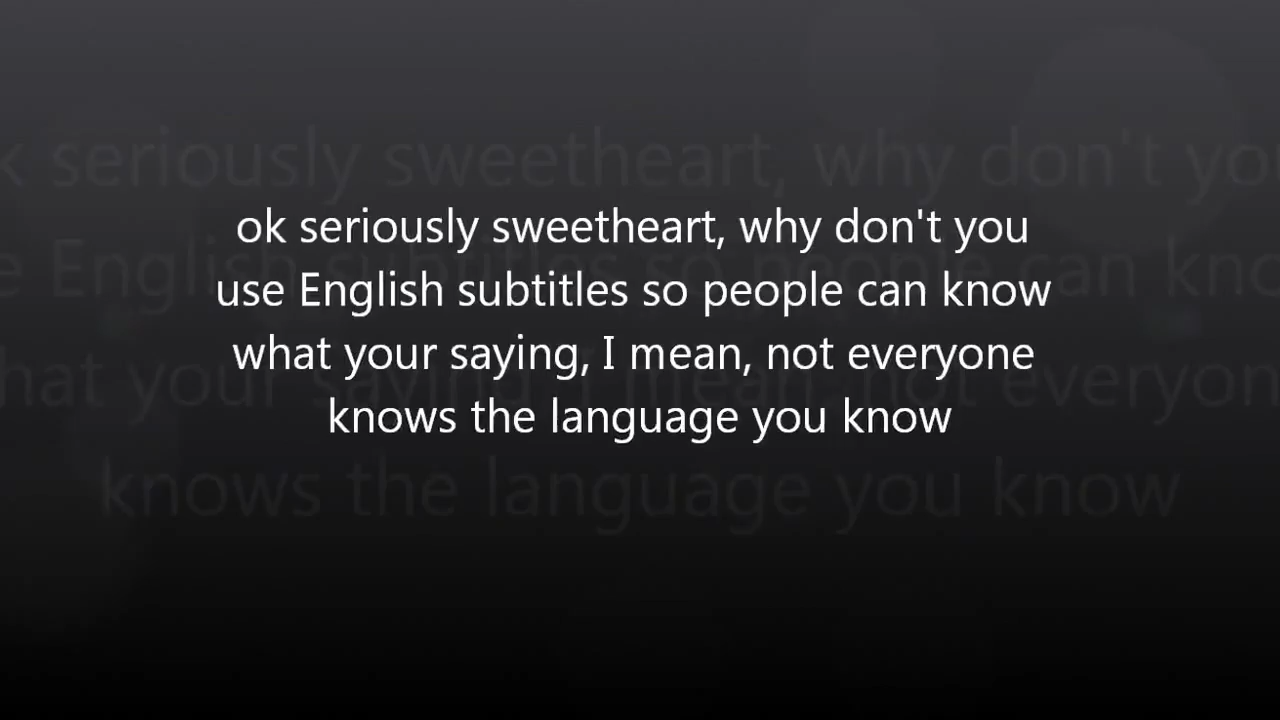 ok seriously sweetheart, why don't you
use English subtitles so people can know
what your saying, I mean, not everyone
knows the language you know